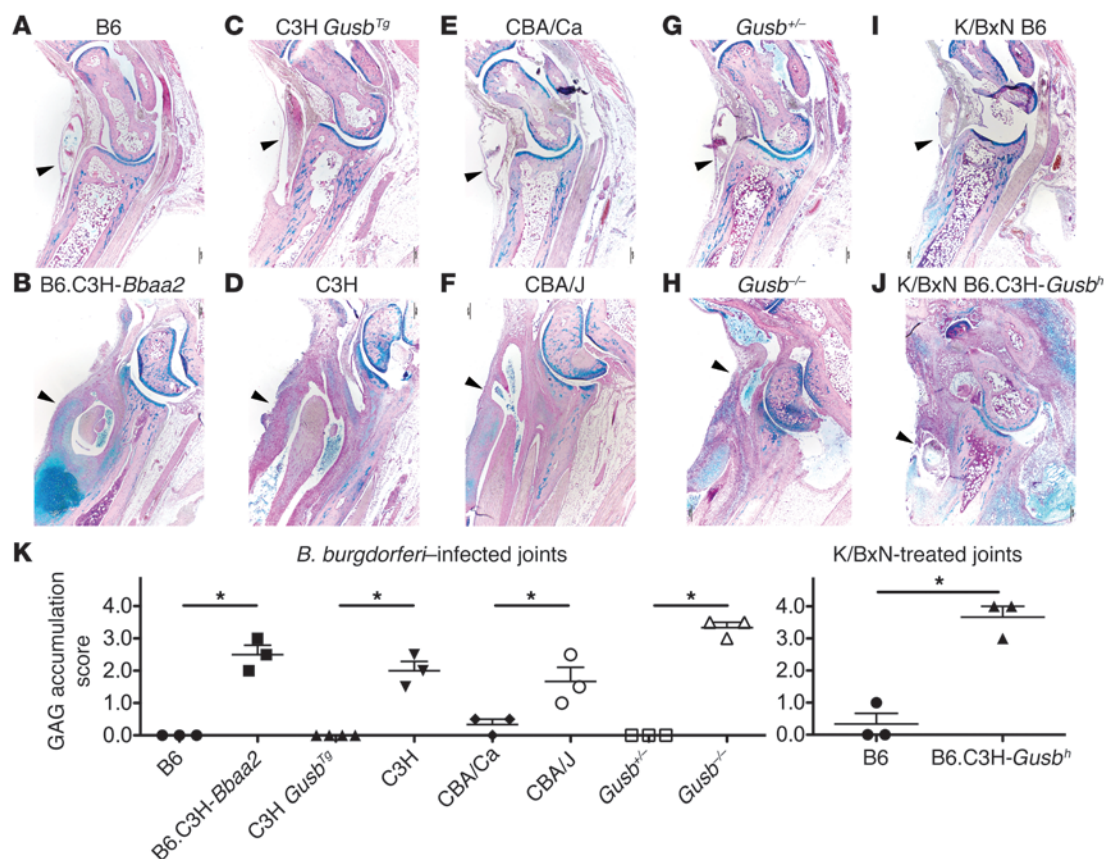 A B6
C C3H GusbTg
E CBA/Ca
G Gusb+/–
I K/BxN B6
B B6.C3H-Bbaa2
D C3H
F CBA/J
H Gusb–/–
J K/BxN B6.C3H-Gusbh
K
B. burgdorferi–infected joints
K/BxN-treated joints
GAG accumulation
score
* * * * *
4.0
3.0
2.0
1.0
0.0
B6
B6.C3H-Bbaa2
C3H GusbTg
C3H
CBA/Ca
CBA/J
Gusb+/–
Gusb–/–
4.0
3.0
2.0
1.0
0.0
B6
B6.C3H-Gusbh